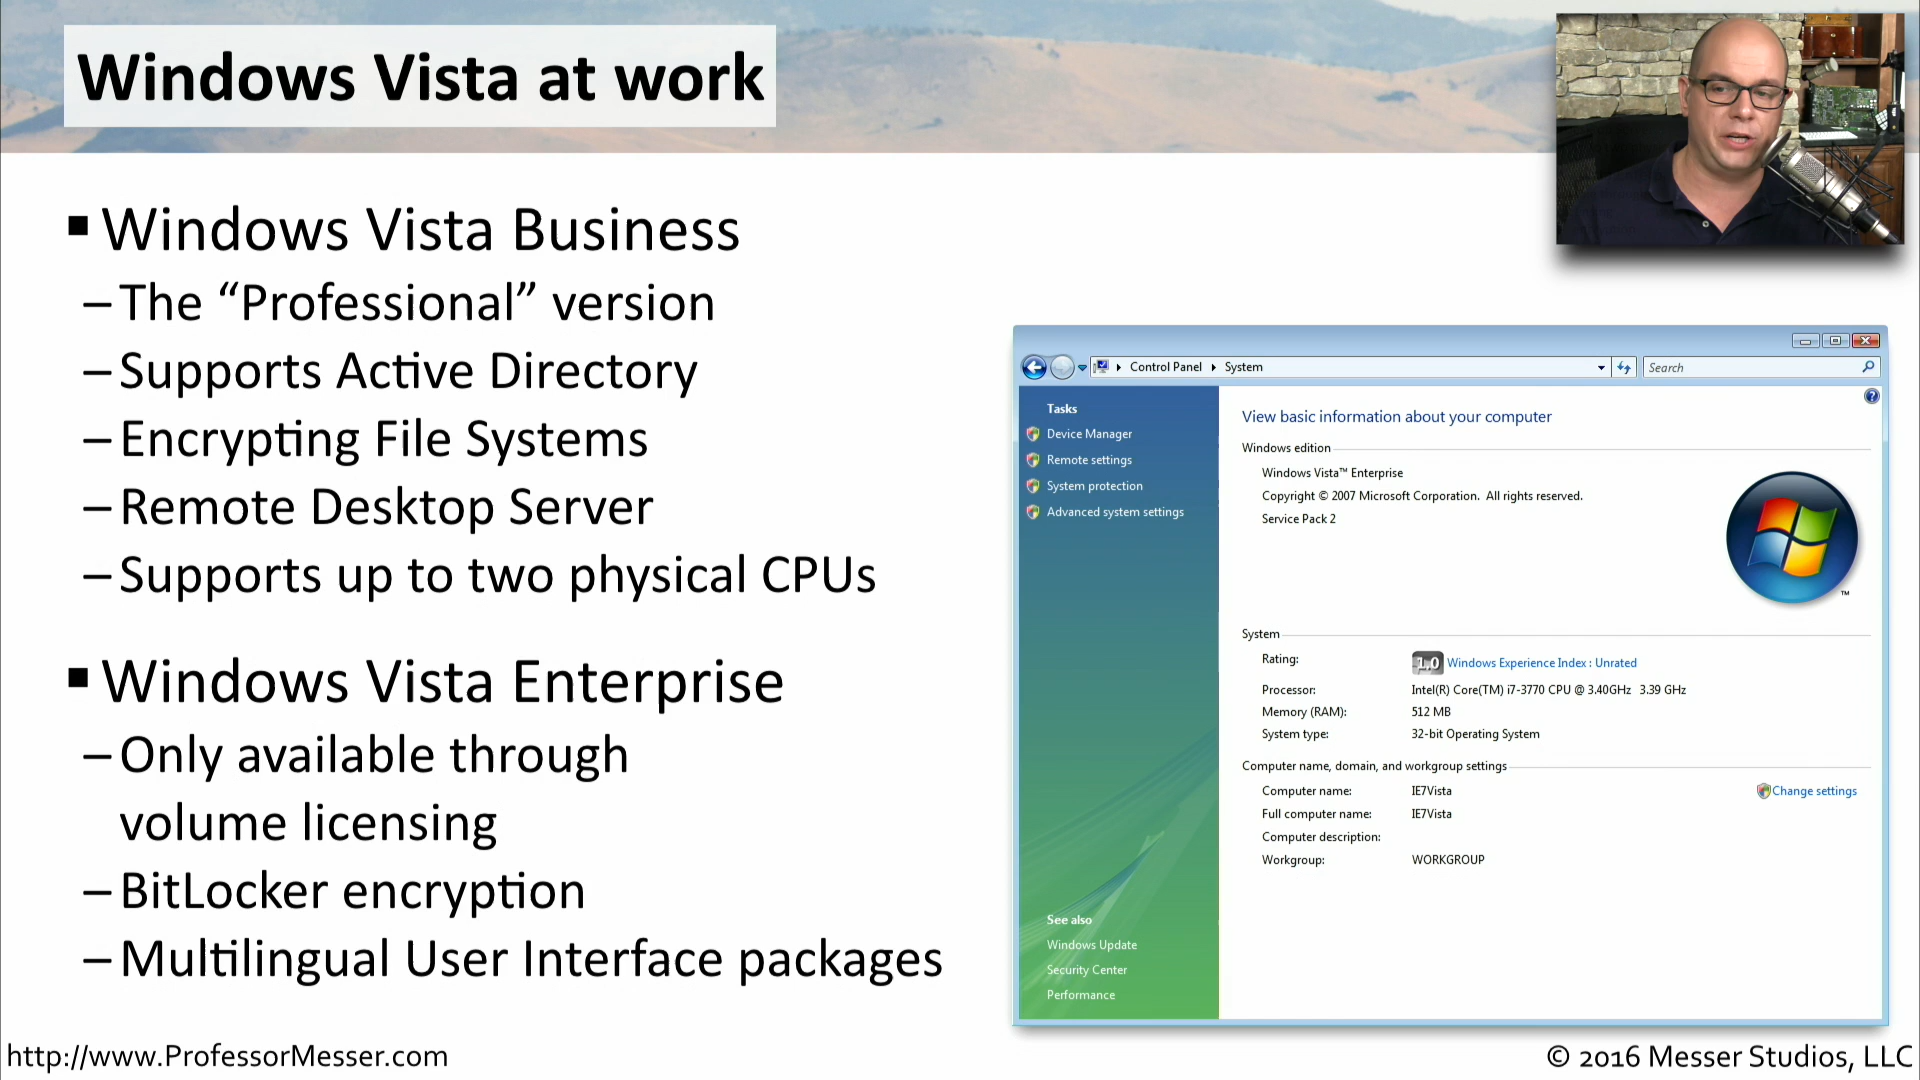 Windows Vista at work
▪ Windows Vista Business
– The “Professional” version
– Supports Active Directory
– Encrypting File Systems
– Remote Desktop Server
– Supports up to two physical CPUs
▪ Windows Vista Enterprise
– Only available through
volume licensing
– BitLocker encryption
– Multilingual User Interface packages
Control Panel System
Search
Tasks
Device Manager
Remote settings
System protection
Advanced system settings
See also
Windows Update
Security Center
Performance
View basic information about your computer
Windows edition
Windows Vista™ Enterprise
Copyright © 2007 Microsoft Corporation. All rights reserved.
Service Pack 2
TM
System
Rating: 1.0 Windows Experience Index : Unrated
Processor: Intel(R) Core(TM) i7-3770 CPU @ 3.40GHz 3.39 GHz
Memory (RAM): 512 MB
System type: 32-bit Operating System
Computer name, domain, and workgroup settings
Computer name: IE7Vista
Change settings
Full computer name: IE7Vista
Computer description:
Workgroup: WORKGROUP
http://www.ProfessorMesser.com
© 2016 Messer Studios, LLC